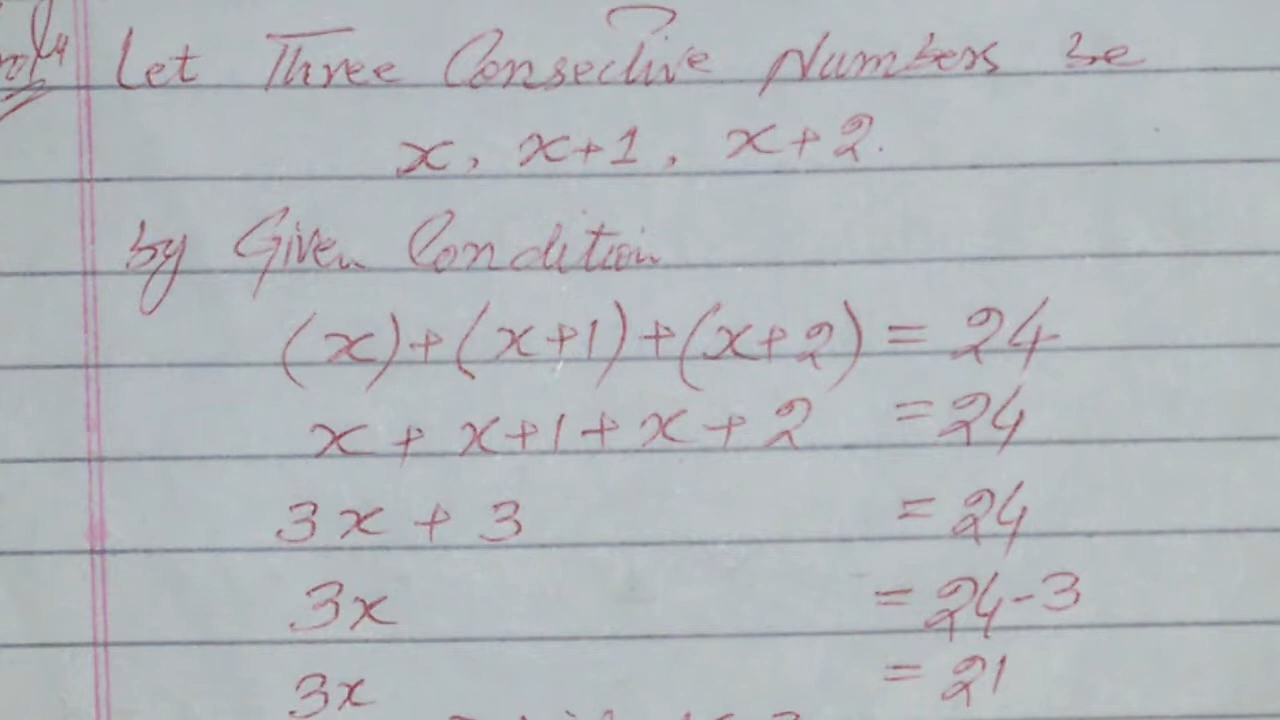 Let Three Consective Numbers be
x, x+1, x+2.
by Given Condition
(x)+(x+1)+(x+2) = 24
x + x+1+x+2 = 24
3x + 3 = 24
3x = 24-3
3x = 21